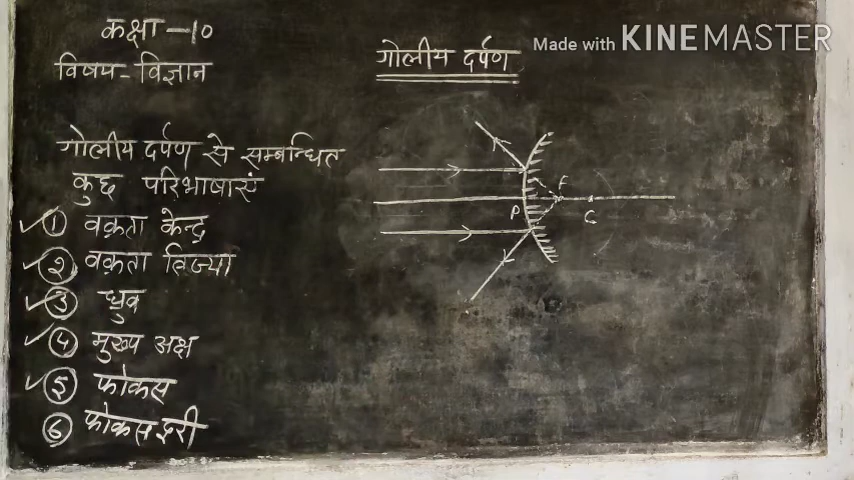 कक्षा -10
विषय - विज्ञान
गोलीय दर्पण
Made with KINEMASTER
गोलीय दर्पण से सम्बन्धित
कुछ परिभाषाएं
① वक्रता केन्द्र
② वक्रता त्रिज्या
③ ध्रुव
④ मुख्य अक्ष
⑤ फोकस
⑥ फोकस दूरी
F
P
C